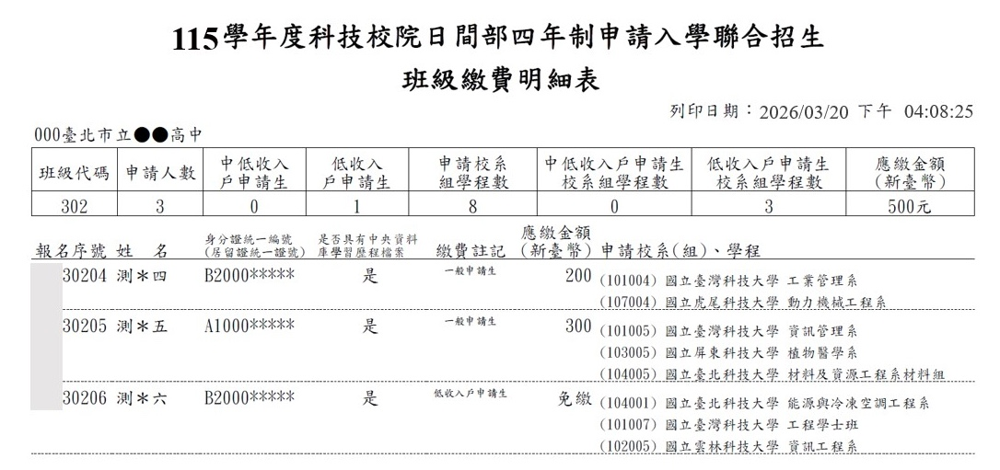 115學年度科技校院日間部四年制申請入學聯合招生
班級繳費明細表
列印日期：2026/03/20 下午 04:08:25
000臺北市立●●高中
班級代碼 申請人數 中低收入戶申請生 低收入戶申請生 申請校系組學程數 中低收入戶申請生校系組學程數 低收入戶申請生校系組學程數 應繳金額(新臺幣)
302 3 0 1 8 0 3 500元
報名序號 姓 名 身分證統一編號(居留證統一證號) 是否具有中央資料庫學習歷程檔案 繳費註記 應繳金額(新臺幣) 申請校系(組)、學程
30204 測＊四 B2000***** 是 一般申請生 200 (101004) 國立臺灣科技大學 工業管理系
(107004) 國立虎尾科技大學 動力機械工程系
30205 測＊五 A1000***** 是 一般申請生 300 (101005) 國立臺灣科技大學 資訊管理系
(103005) 國立屏東科技大學 植物醫學系
(104005) 國立臺北科技大學 材料及資源工程系材料組
30206 測＊六 B2000***** 是 低收入戶申請生 免繳 (104001) 國立臺北科技大學 能源與冷凍空調工程系
(101007) 國立臺灣科技大學 工程學士班
(102005) 國立雲林科技大學 資訊工程系